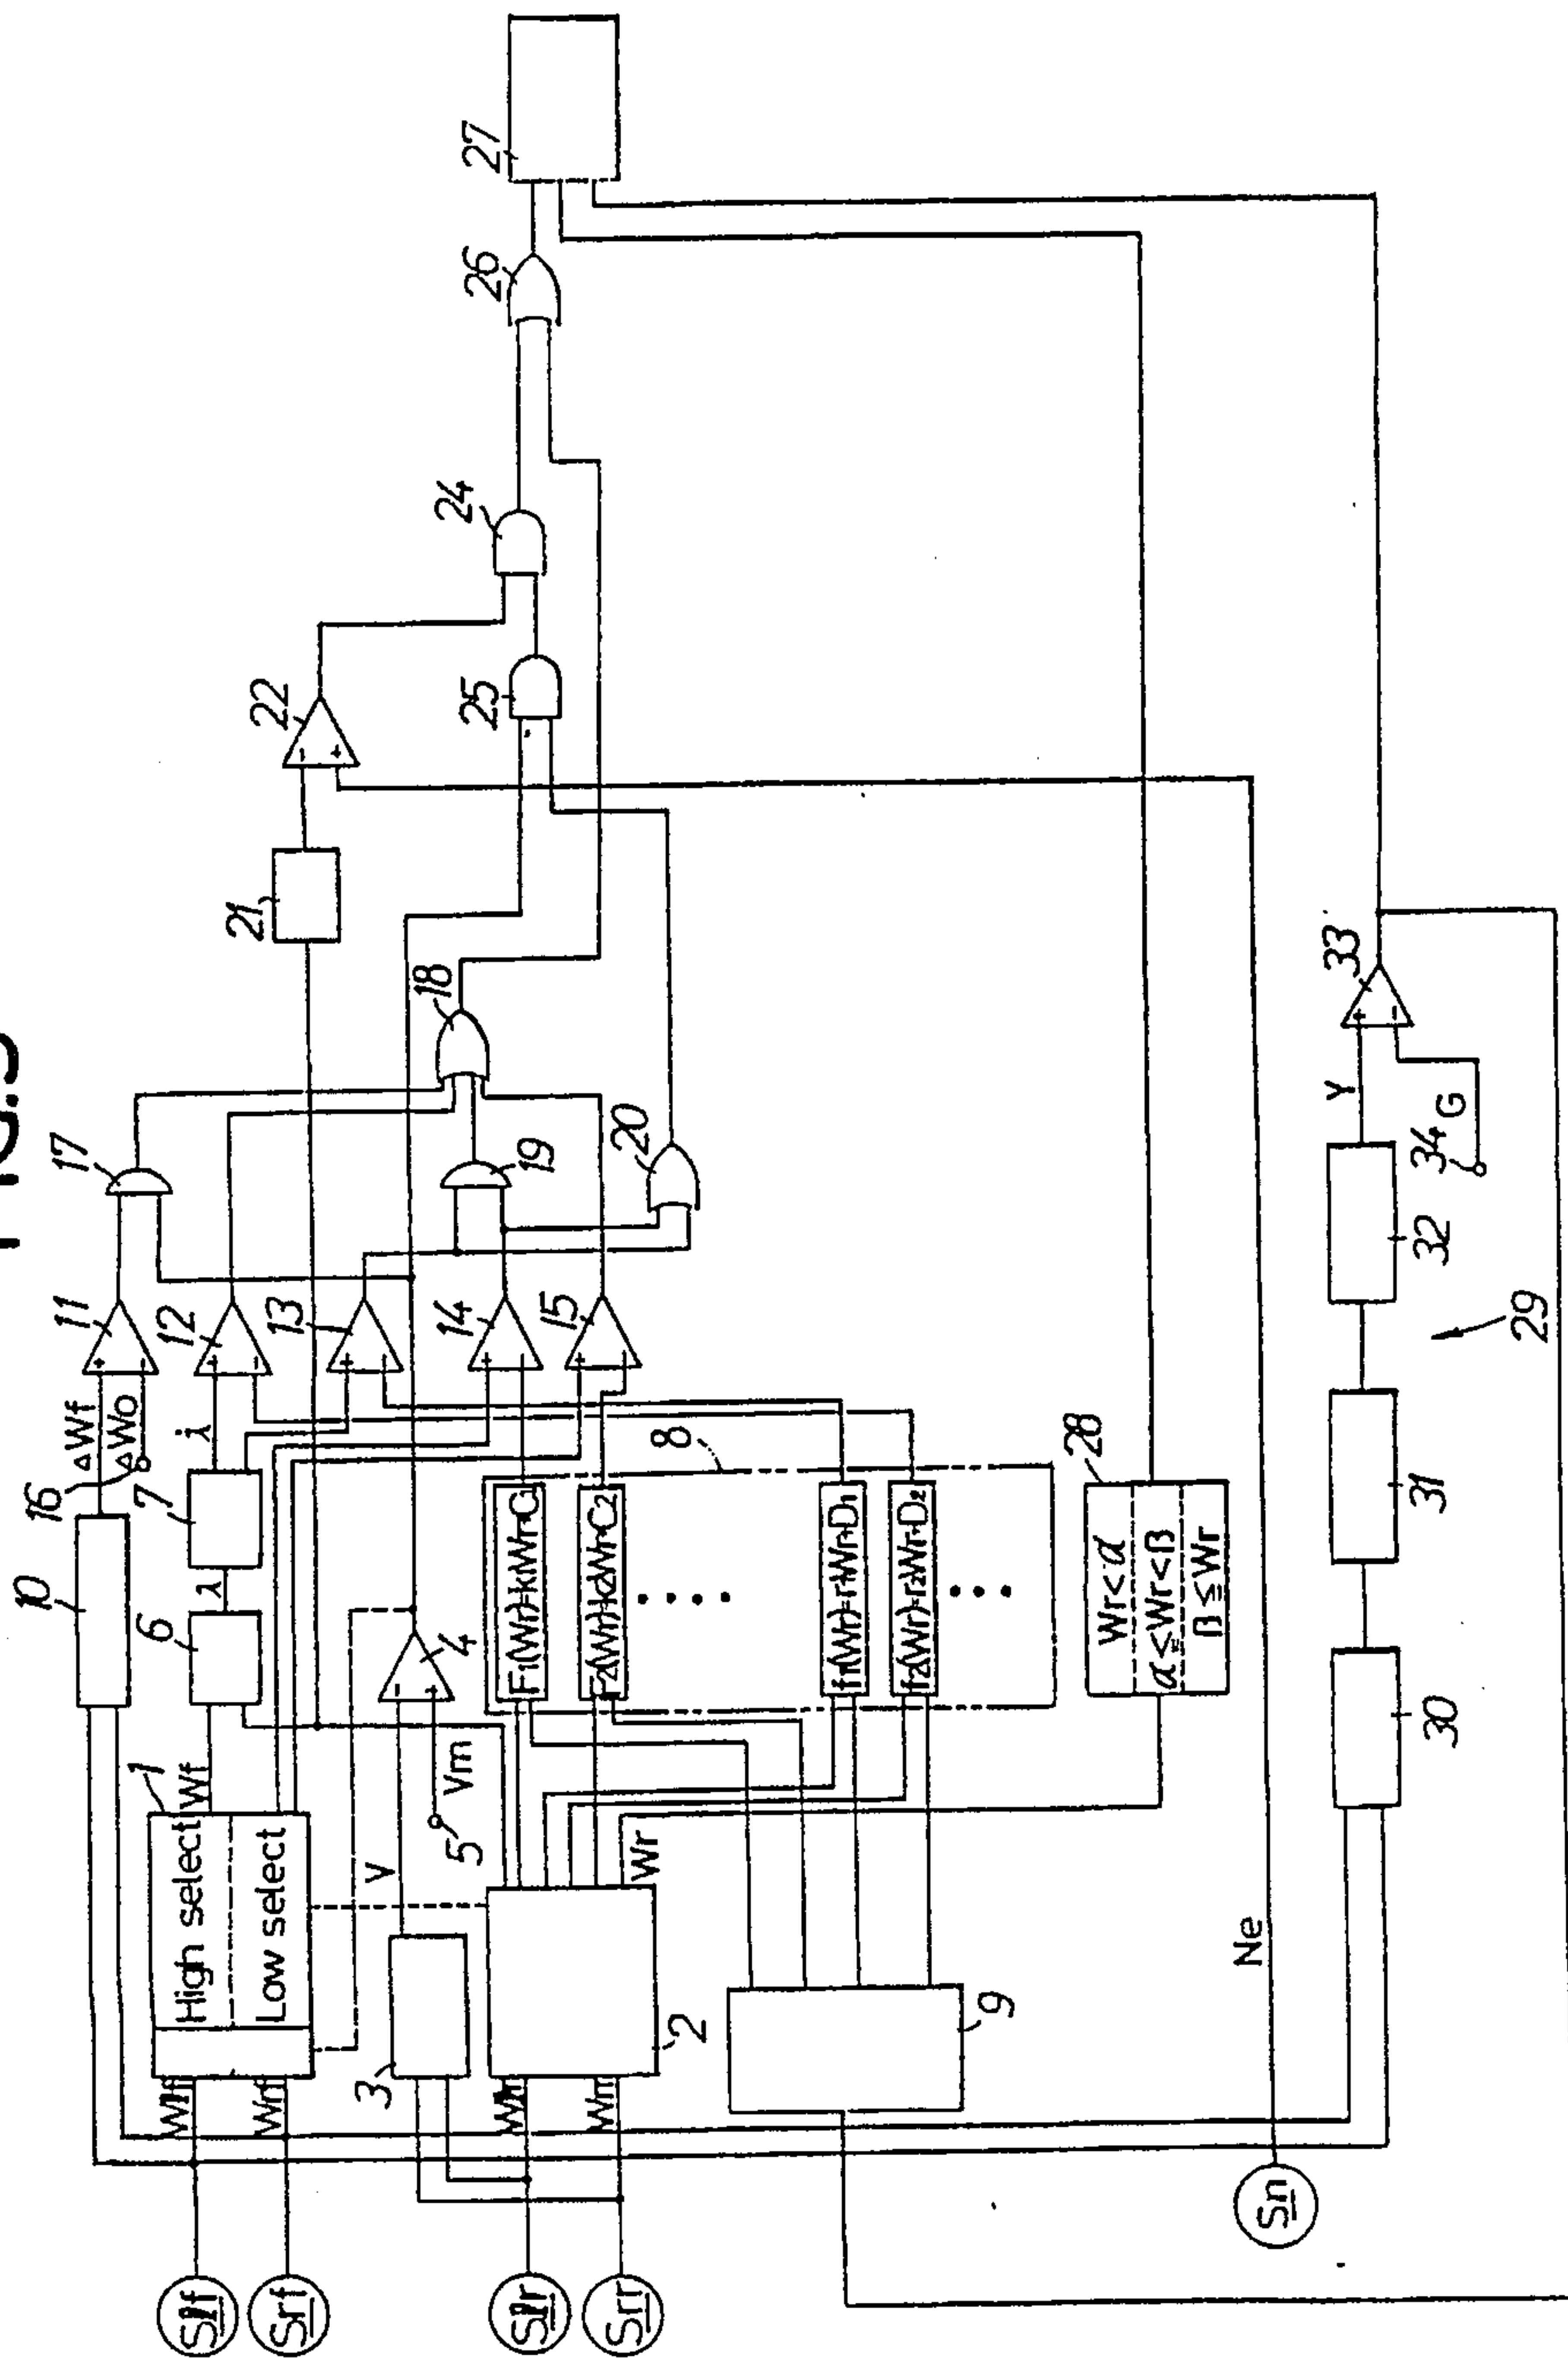 FIG.3
10
16
ΔWf
ΔWo
11
17
1
High select
Low select
Wf
6
λ
7
λ̇
12
13
14
15
18
19
20
21
22
24
25
26
27
Wlf
Wrf
Slf
Srf
3
V
Vm
5
4
F1(Wr)=k1Wr+C1
F2(Wr)=k2Wr+C2
8
Slr
Srr
Wrr
2
Wr
f1(Wr)=r1Wr+D1
f2(Wr)=r2Wr+D2
9
28
Wr<α
α≦Wr<β
β≦Wr
Ne
Sn
30
31
32
29
Y
G
34
33